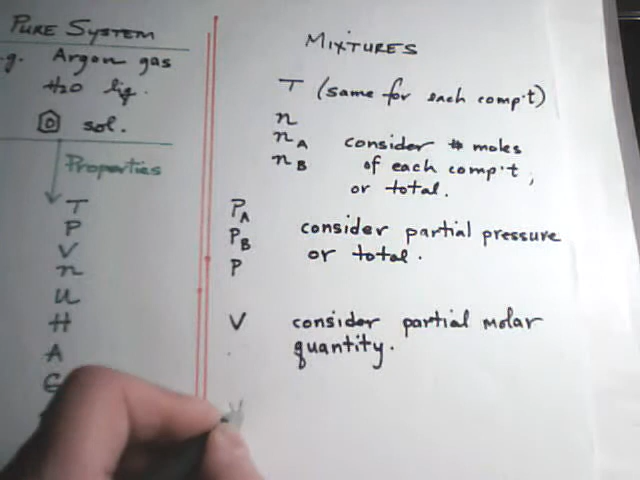 PURE SYSTEM
e.g. Argon gas
H2O liq.
sol.
Properties
T
P
V
n
U
H
A
G
MIXTURES
T (same for each comp't)
n
nA consider # moles
nB of each comp't,
or total.
PA
PB consider partial pressure
P or total.
V consider partial molar
quantity.